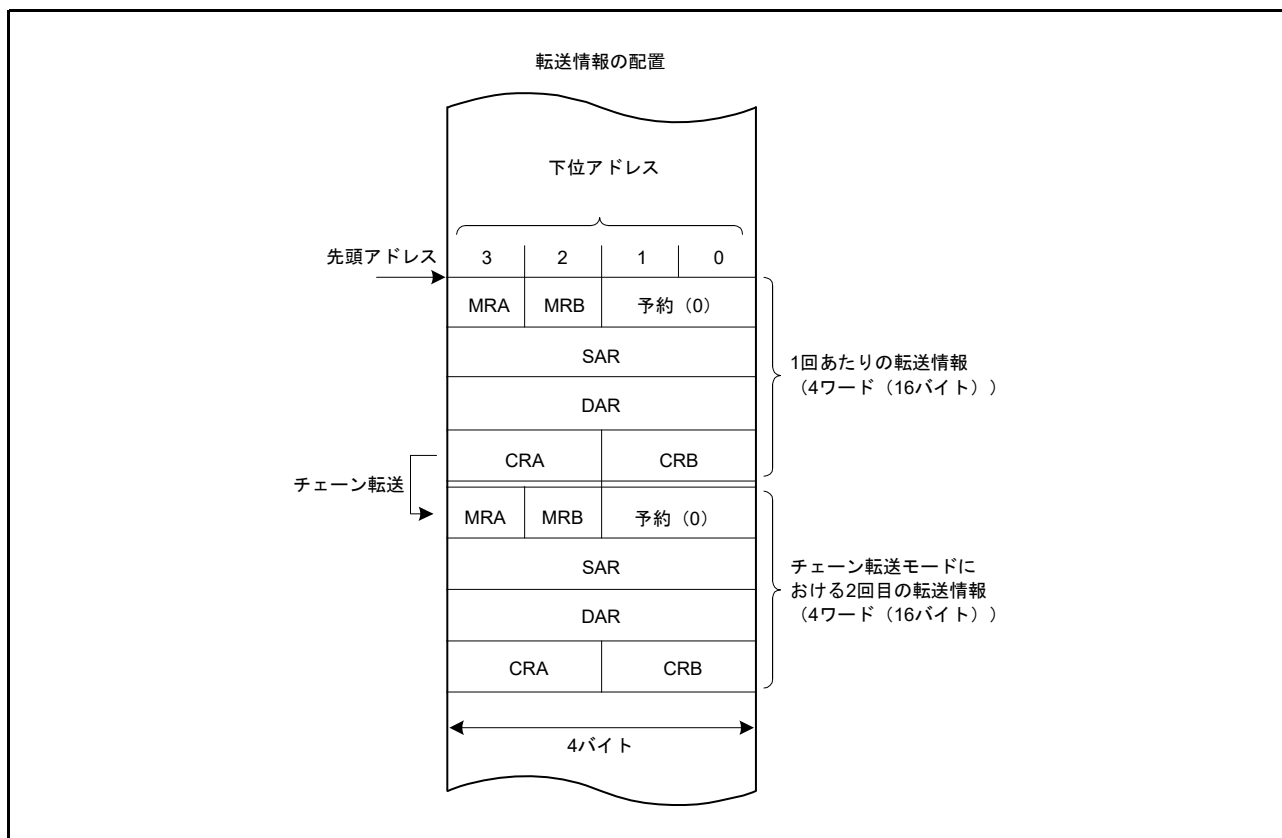 転送情報の配置
下位アドレス
先頭アドレス
3 2 1 0
MRA MRB 予約（0）
SAR
DAR
CRA CRB
1回あたりの転送情報
（4ワード（16バイト））
チェーン転送
MRA MRB 予約（0）
SAR
DAR
CRA CRB
チェーン転送モードに
おける2回目の転送情報
（4ワード（16バイト））
4バイト